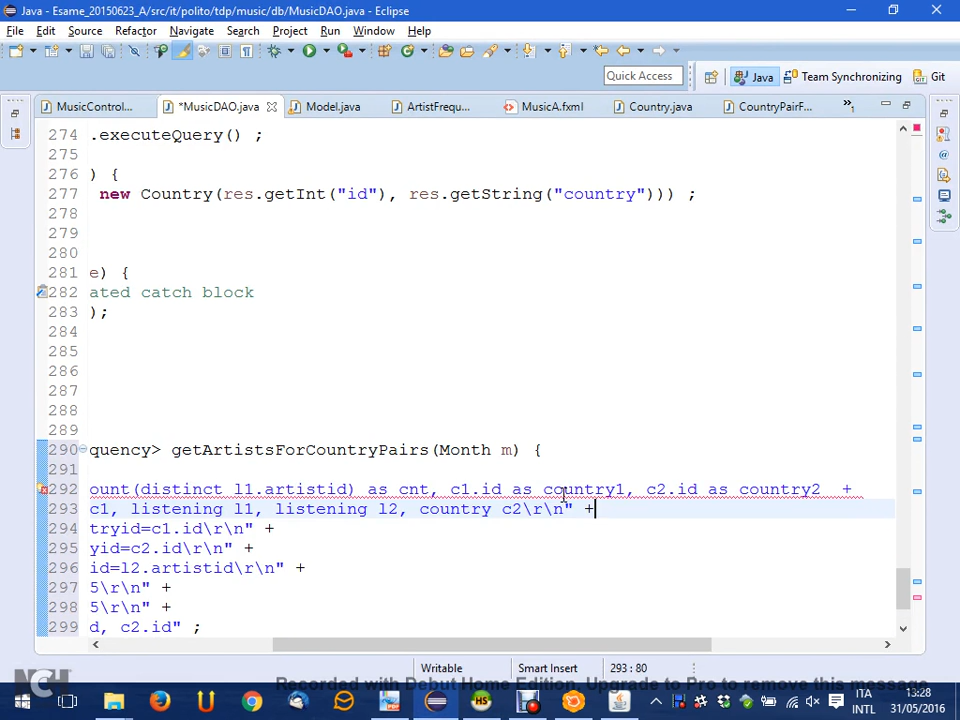 Java - Esame_20150623_A/src/it/polito/tdp/music/db/MusicDAO.java - Eclipse
File Edit Source Refactor Navigate Search Project Run Window Help
Quick Access Java Team Synchronizing Git
MusicControl... *MusicDAO.java Model.java ArtistFrequ... MusicA.fxml Country.java CountryPairF... »1
274 .executeQuery() ;
275
276 ) {
277 new Country(res.getInt("id"), res.getString("country"))) ;
278
279
280
281 e) {
282 ated catch block
283 );
284
285
286
287
288
289
290 quency> getArtistsForCountryPairs(Month m) {
291
292 ount(distinct l1.artistid) as cnt, c1.id as country1, c2.id as country2  +
293 c1, listening l1, listening l2, country c2\r\n" +
294 tryid=c1.id\r\n" +
295 yid=c2.id\r\n" +
296 id=l2.artistid\r\n" +
297 5\r\n" +
298 5\r\n" +
299 d, c2.id" ;
Writable Smart Insert 293 : 80
Recorded with Debut Home Edition. Upgrade to Pro to remove this message
NCH
ITA 13:28
INTL 31/05/2016